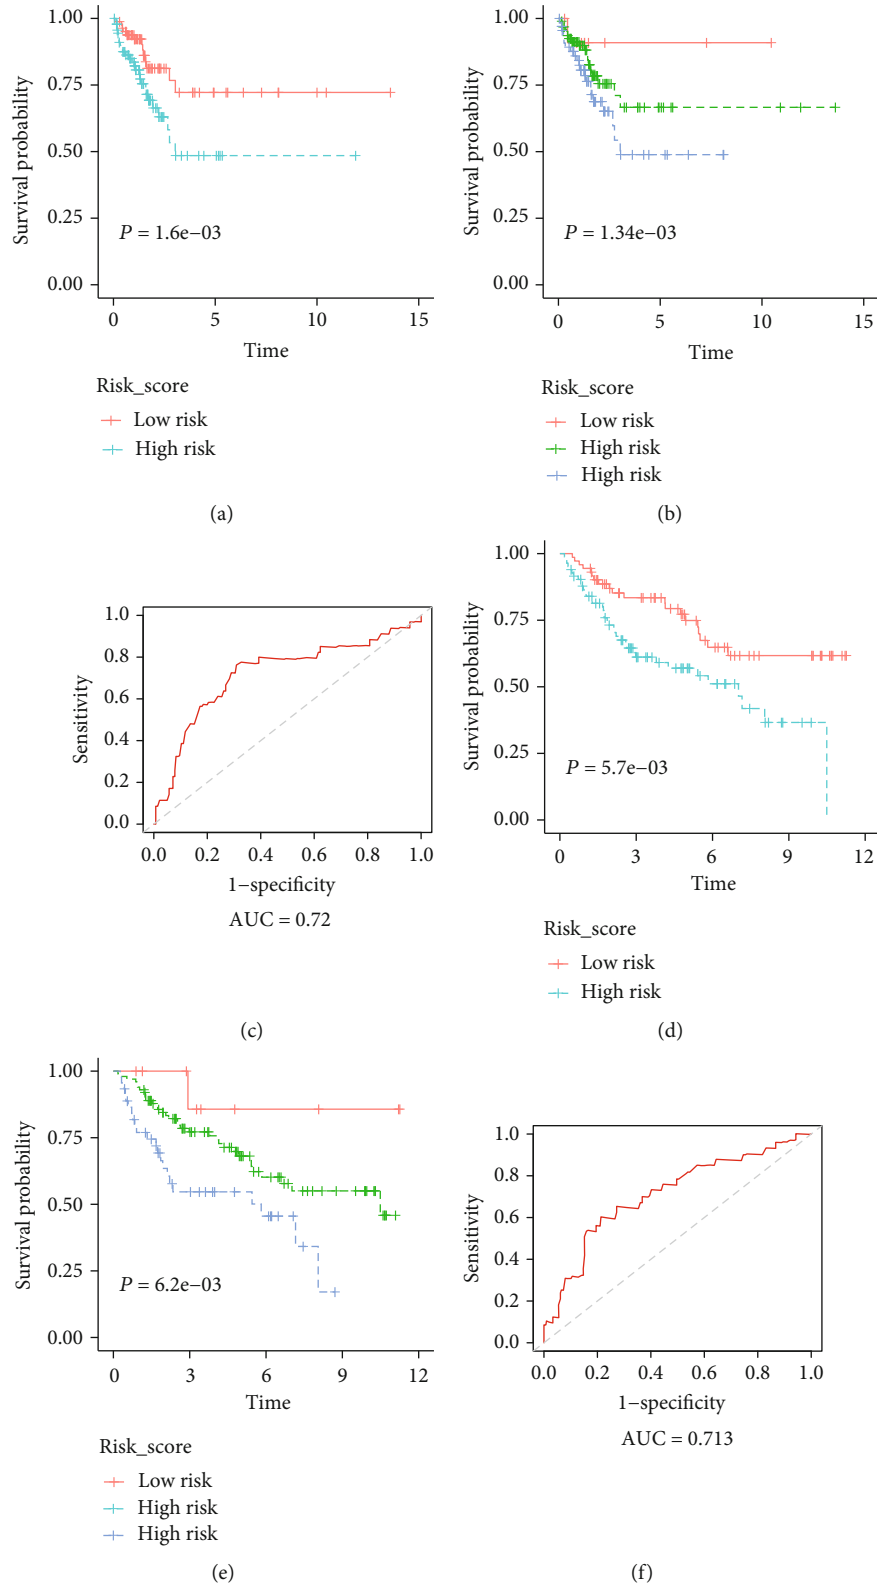 1.00
0.75
0.50
0.25
0.00
Survival probability
P = 1.6e−03
0 5 10 15
Time
Risk_score
Low risk
High risk
(a)
1.00
0.75
0.50
0.25
0.00
Survival probability
P = 1.34e−03
0 5 10 15
Time
Risk_score
Low risk
High risk
High risk
(b)
1.0
0.8
0.6
0.4
0.2
0.0
Sensitivity
0.0 0.2 0.4 0.6 0.8 1.0
1−specificity
AUC = 0.72
(c)
1.00
0.75
0.50
0.25
0.00
Survival probability
P = 5.7e−03
0 3 6 9 12
Time
Risk_score
Low risk
High risk
(d)
1.00
0.75
0.50
0.25
0.00
Survival probability
P = 6.2e−03
0 3 6 9 12
Time
Risk_score
Low risk
High risk
High risk
(e)
1.0
0.8
0.6
0.4
0.2
0.0
Sensitivity
0.0 0.2 0.4 0.6 0.8 1.0
1−specificity
AUC = 0.713
(f)